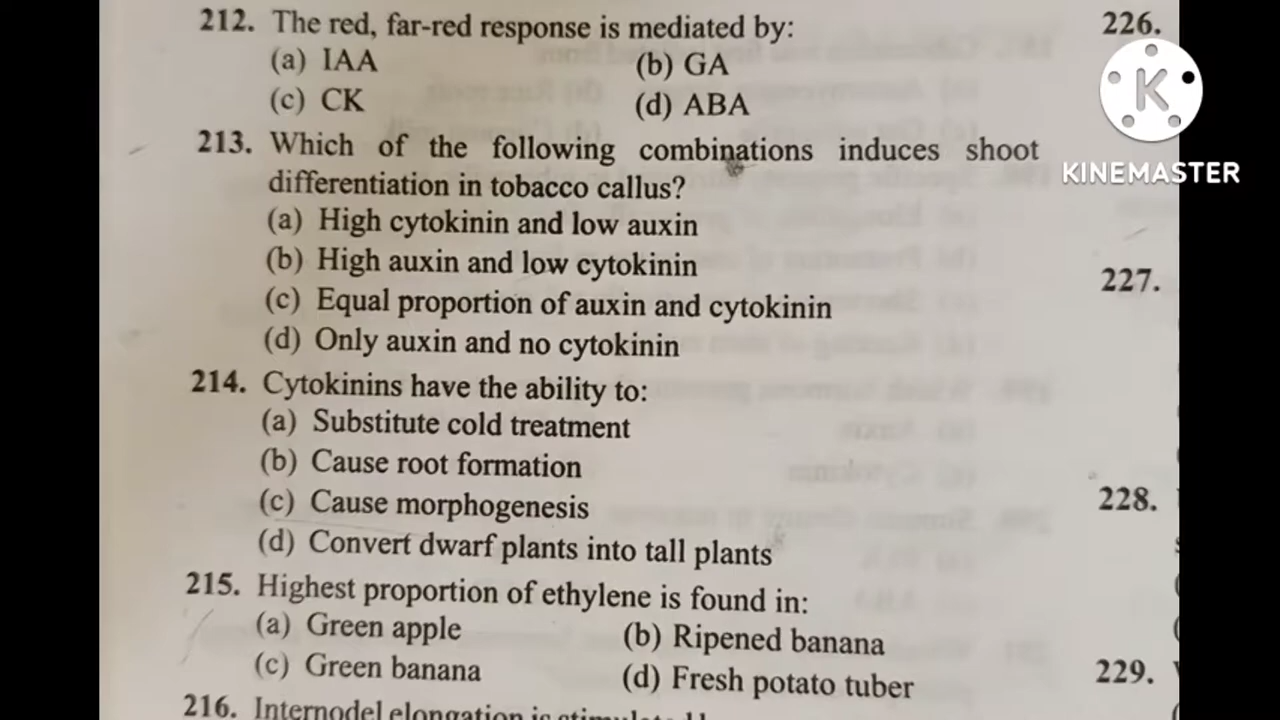 212. The red, far-red response is mediated by:
(a) IAA (b) GA
(c) CK (d) ABA
213. Which of the following combinations induces shoot
differentiation in tobacco callus?
(a) High cytokinin and low auxin
(b) High auxin and low cytokinin
(c) Equal proportion of auxin and cytokinin
(d) Only auxin and no cytokinin
214. Cytokinins have the ability to:
(a) Substitute cold treatment
(b) Cause root formation
(c) Cause morphogenesis
(d) Convert dwarf plants into tall plants
215. Highest proportion of ethylene is found in:
(a) Green apple (b) Ripened banana
(c) Green banana (d) Fresh potato tuber
216. Internodel elongation is
226.
K
KINEMASTER
227.
228.
229.